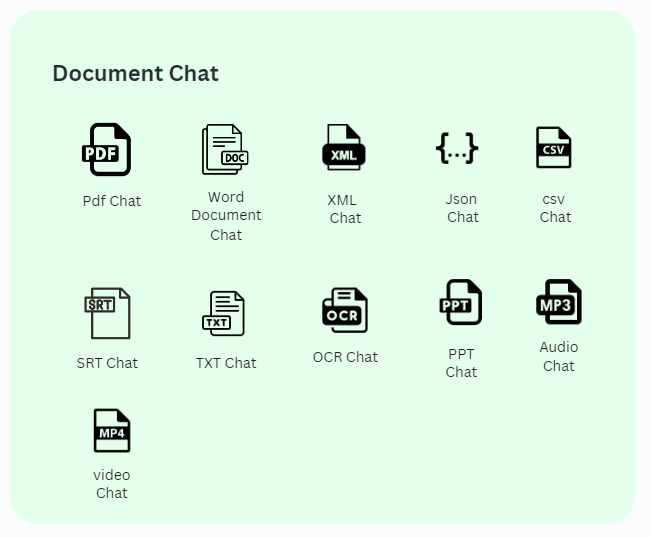 Document Chat
PDF
DOC
XML
{...}
CSV
Pdf Chat
Word
Document
Chat
XML
Chat
Json
Chat
csv
Chat
SRT
TXT
OCR
PPT
MP3
SRT Chat
TXT Chat
OCR Chat
PPT
Chat
Audio
Chat
MP4
video
Chat